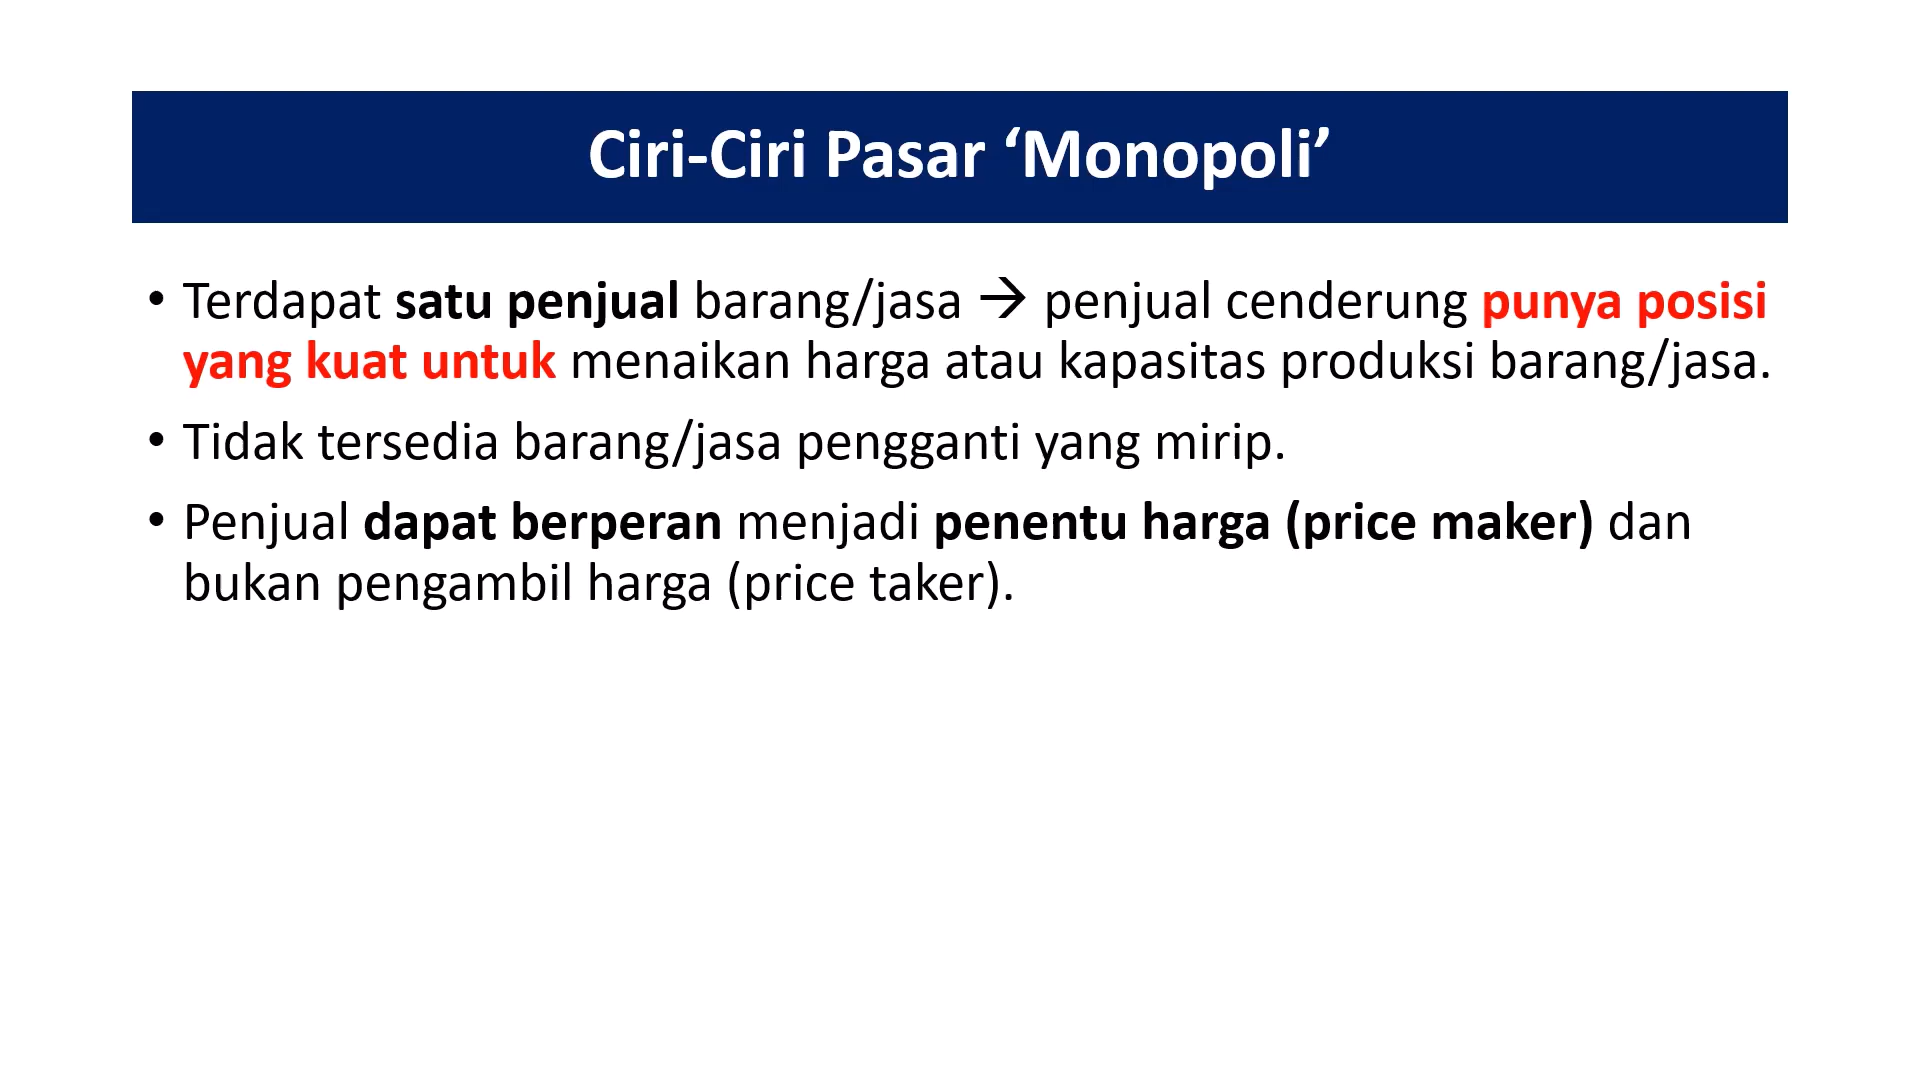 Ciri-Ciri Pasar ‘Monopoli’
• Terdapat satu penjual barang/jasa → penjual cenderung punya posisi
yang kuat untuk menaikan harga atau kapasitas produksi barang/jasa.
• Tidak tersedia barang/jasa pengganti yang mirip.
• Penjual dapat berperan menjadi penentu harga (price maker) dan
bukan pengambil harga (price taker).